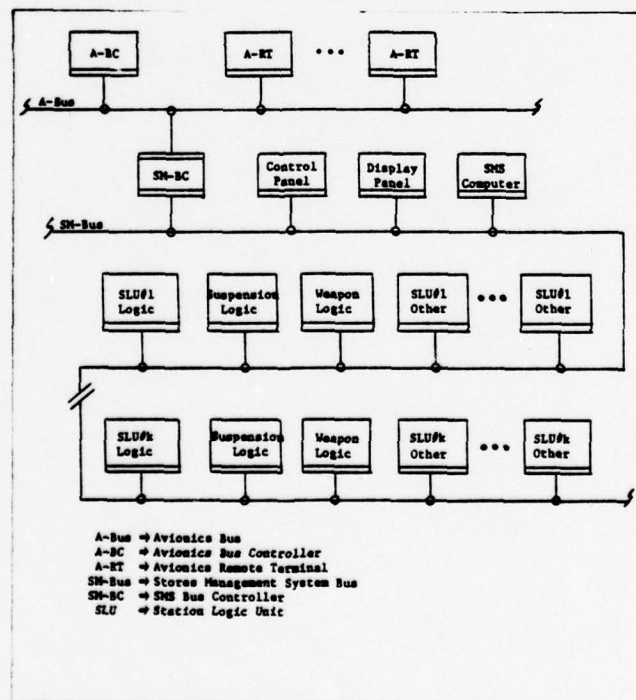 A-BC
A-RT
• • •
A-RT
A-Bus
SM-BC
Control
Panel
Display
Panel
SMS
Computer
SM-Bus
SLU#1
Logic
Suspension
Logic
Weapon
Logic
SLU#1
Other
• • •
SLU#1
Other
SLU#k
Logic
Suspension
Logic
Weapon
Logic
SLU#k
Other
• • •
SLU#k
Other
A-Bus ⇒ Avionics Bus
A-BC ⇒ Avionics Bus Controller
A-RT ⇒ Avionics Remote Terminal
SM-Bus ⇒ Stores Management System Bus
SM-BC ⇒ SMS Bus Controller
SLU ⇒ Station Logic Unit